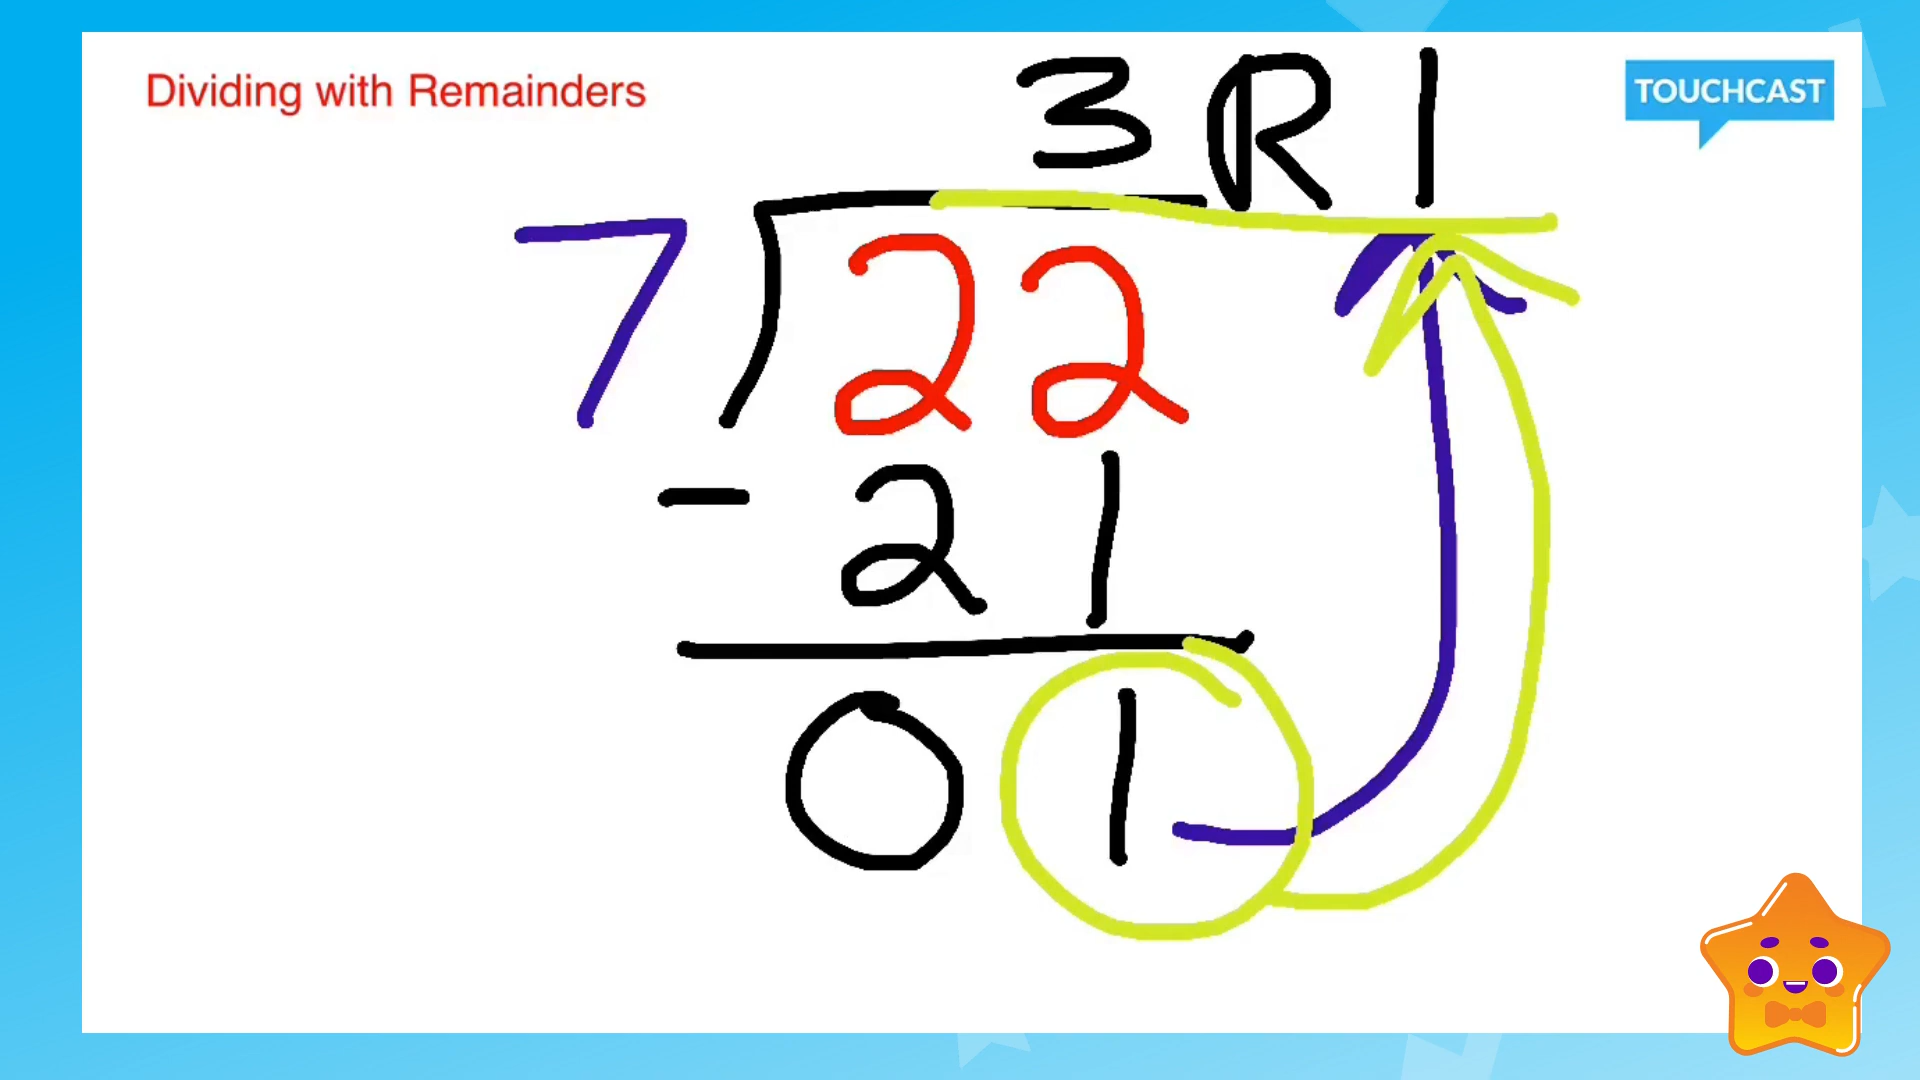 Dividing with Remainders
TOUCHCAST
3 R 1
7 22
- 21
01